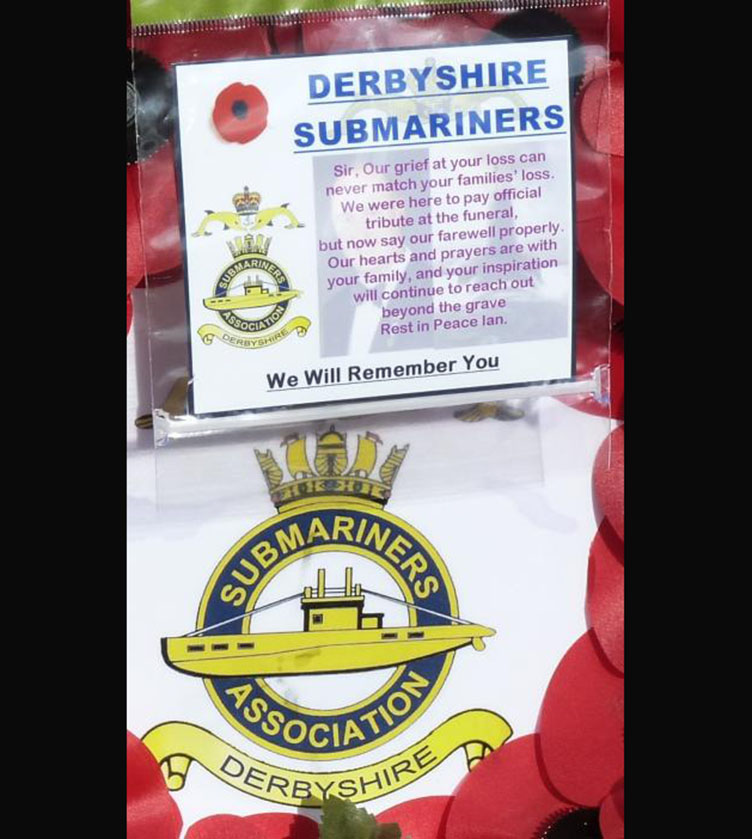 DERBYSHIRE
SUBMARINERS
Sir, Our grief at your loss can
never match your families' loss.
We were here to pay official
tribute at the funeral,
but now say our farewell properly.
Our hearts and prayers are with
your family, and your inspiration
will continue to reach out
beyond the grave
Rest in Peace Ian.
SUBMARINERS
ASSOCIATION
DERBYSHIRE
We Will Remember You
SUBMARINERS
ASSOCIATION
DERBYSHIRE